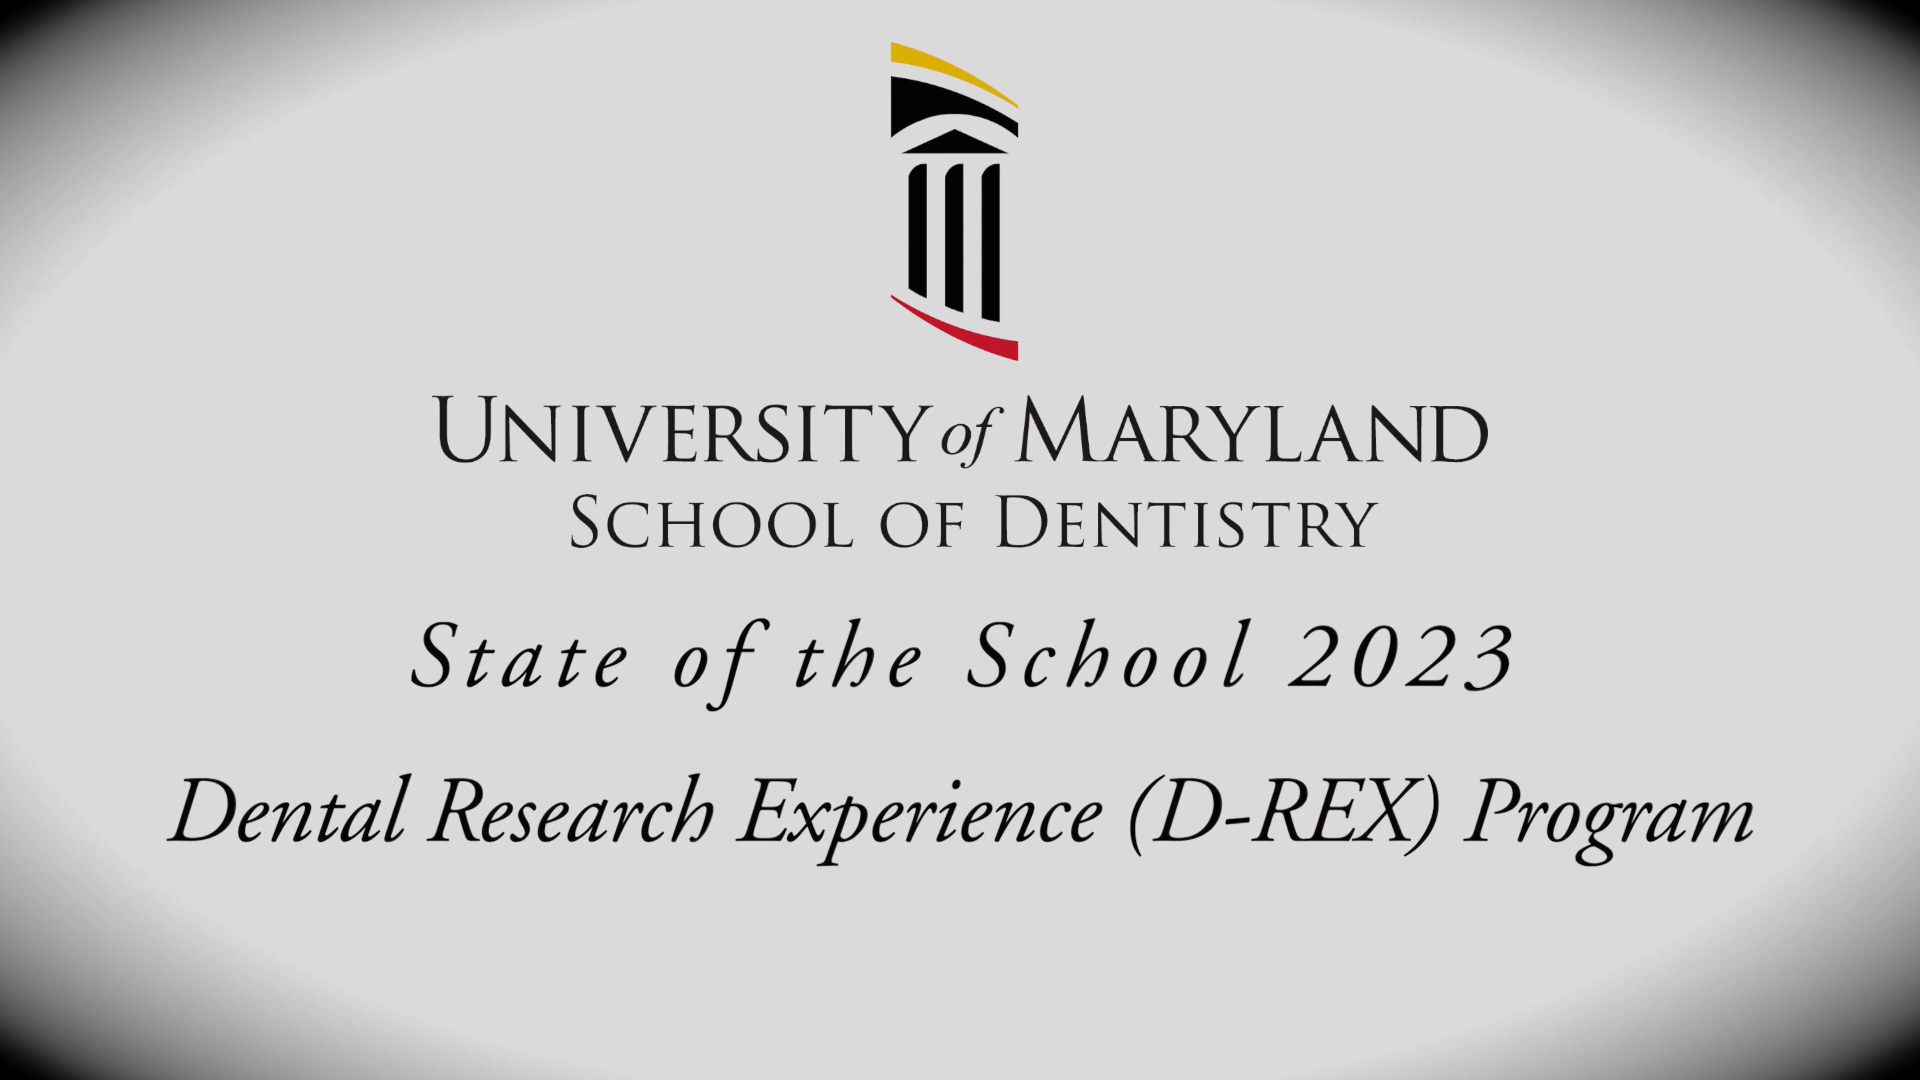 UNIVERSITY of MARYLAND
SCHOOL OF DENTISTRY
State of the School 2023
Dental Research Experience (D-REX) Program